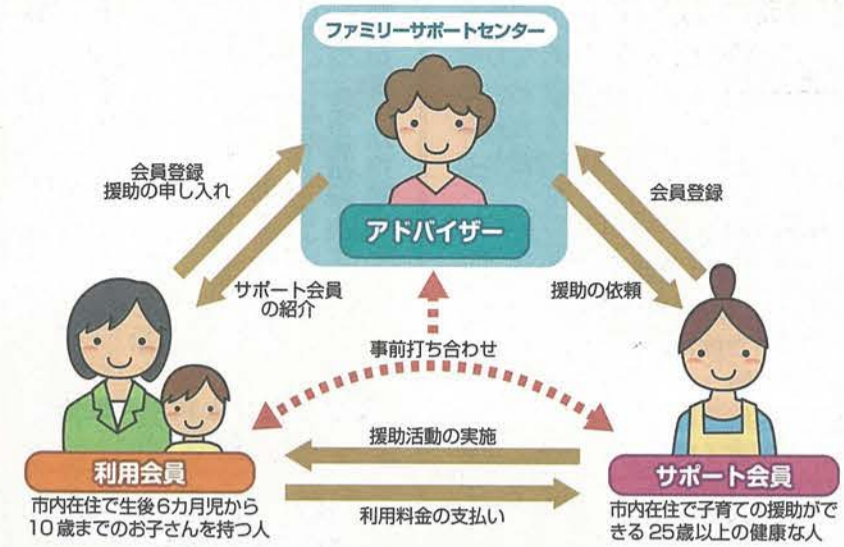 ファミリーサポートセンター
アドバイザー
会員登録
援助の申し入れ
会員登録
サポート会員
の紹介
援助の依頼
事前打ち合わせ
援助活動の実施
利用料金の支払い
利用会員
市内在住で生後6カ月児から
10歳までのお子さんを持つ人
サポート会員
市内在住で子育ての援助がで
きる25歳以上の健康な人